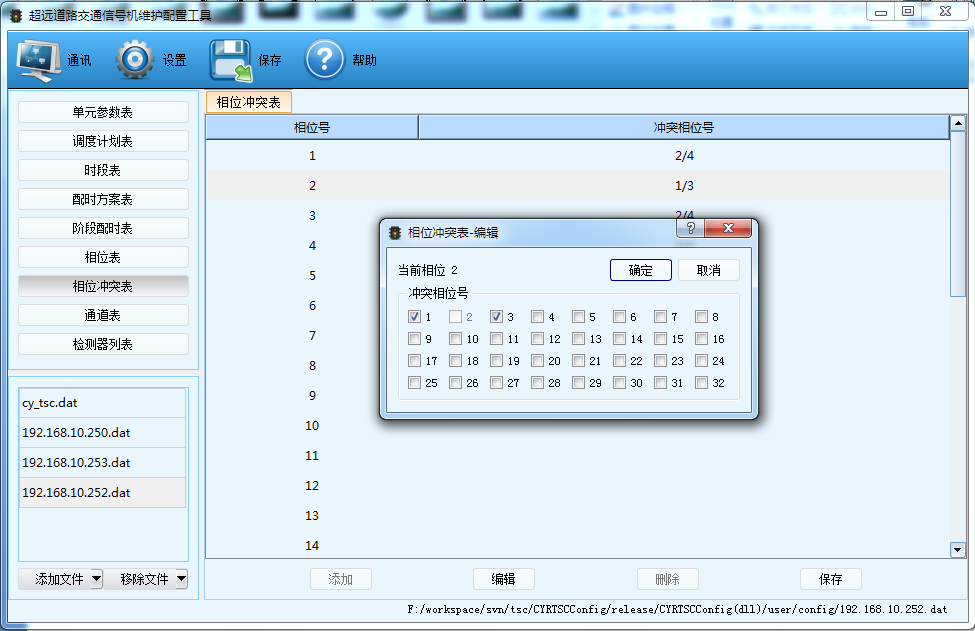 超远道路交通信号机维护配置工具
通讯 设置 保存 帮助
单元参数表
调度计划表
时段表
配时方案表
阶段配时表
相位表
相位冲突表
通道表
检测器列表
cy_tsc.dat
192.168.10.250.dat
192.168.10.253.dat
192.168.10.252.dat
添加文件 移除文件
相位冲突表
相位号 冲突相位号
1 2/4
2 1/3
3 2/4
4
5
6
7
8
9
10
11
12
13
14
相位冲突表-编辑
当前相位 2 确定 取消
冲突相位号
1 2 3 4 5 6 7 8
9 10 11 12 13 14 15 16
17 18 19 20 21 22 23 24
25 26 27 28 29 30 31 32
添加 编辑 删除 保存
F:/workspace/svn/tsc/CYRTSCConfig/release/CYRTSCConfig(dll)/user/config/192.168.10.252.dat